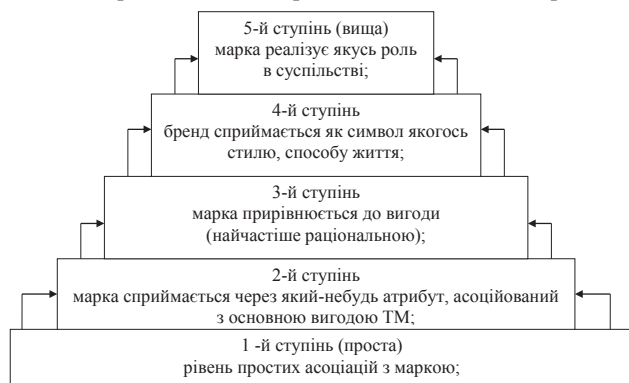 5-й ступінь (вища)
марка реалізує якусь роль
в суспільстві;
4-й ступінь
бренд сприймається як символ якогось
стилю, способу життя;
3-й ступінь
марка прирівнюється до вигоди
(найчастіше раціональною);
2-й ступінь
марка сприймається через який-небудь атрибут, асоційований
з основною вигодою ТМ;
1 -й ступінь (проста)
рівень простих асоціацій з маркою;